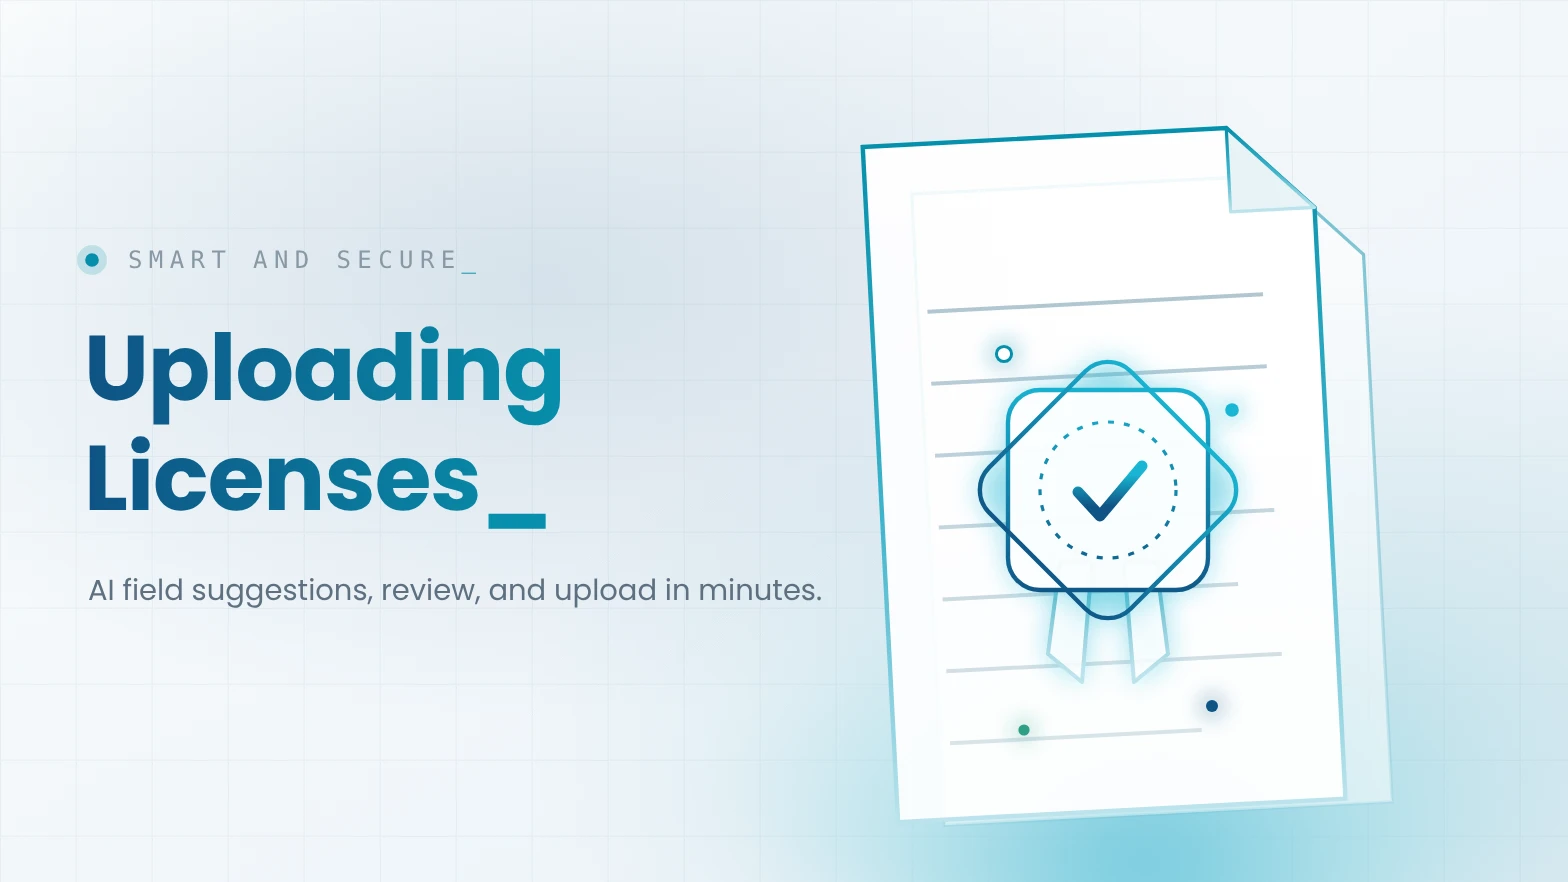 SMART AND SECURE_
Uploading
Licenses_
AI field suggestions, review, and upload in minutes.